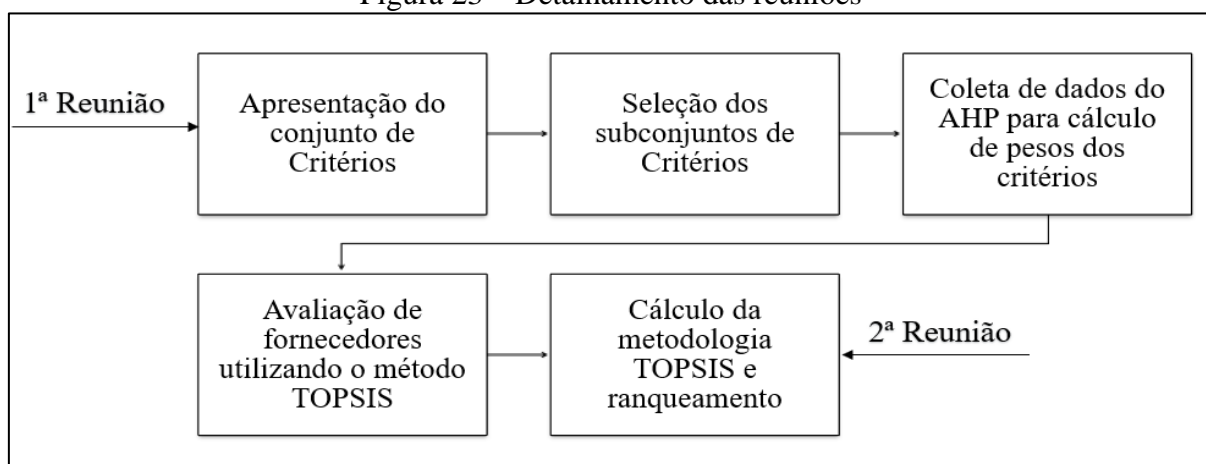 Figura 23 – Detalhamento das reuniões
1ª Reunião
Apresentação do
conjunto de
Critérios
Seleção dos
subconjuntos de
Critérios
Coleta de dados do
AHP para cálculo
de pesos dos
critérios
Avaliação de
fornecedores
utilizando o método
TOPSIS
Cálculo da
metodologia
TOPSIS e
ranqueamento
2ª Reunião